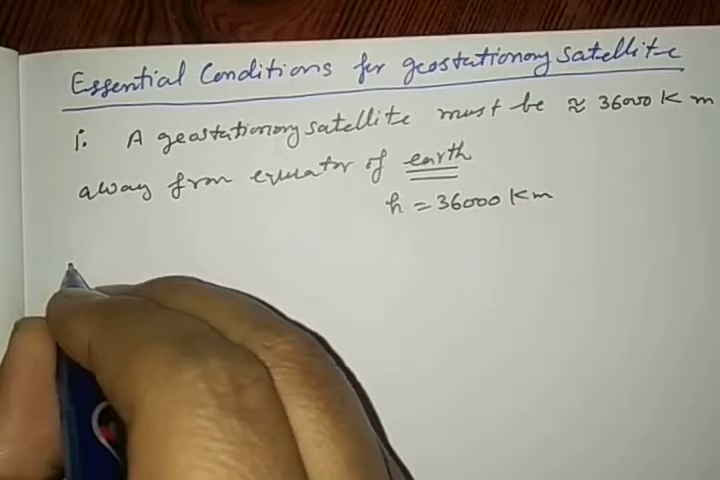 Essential Conditions for geostationary satellite
i. A geostationary satellite must be ≈ 36000 Km
away from equator of earth
h = 36000 Km